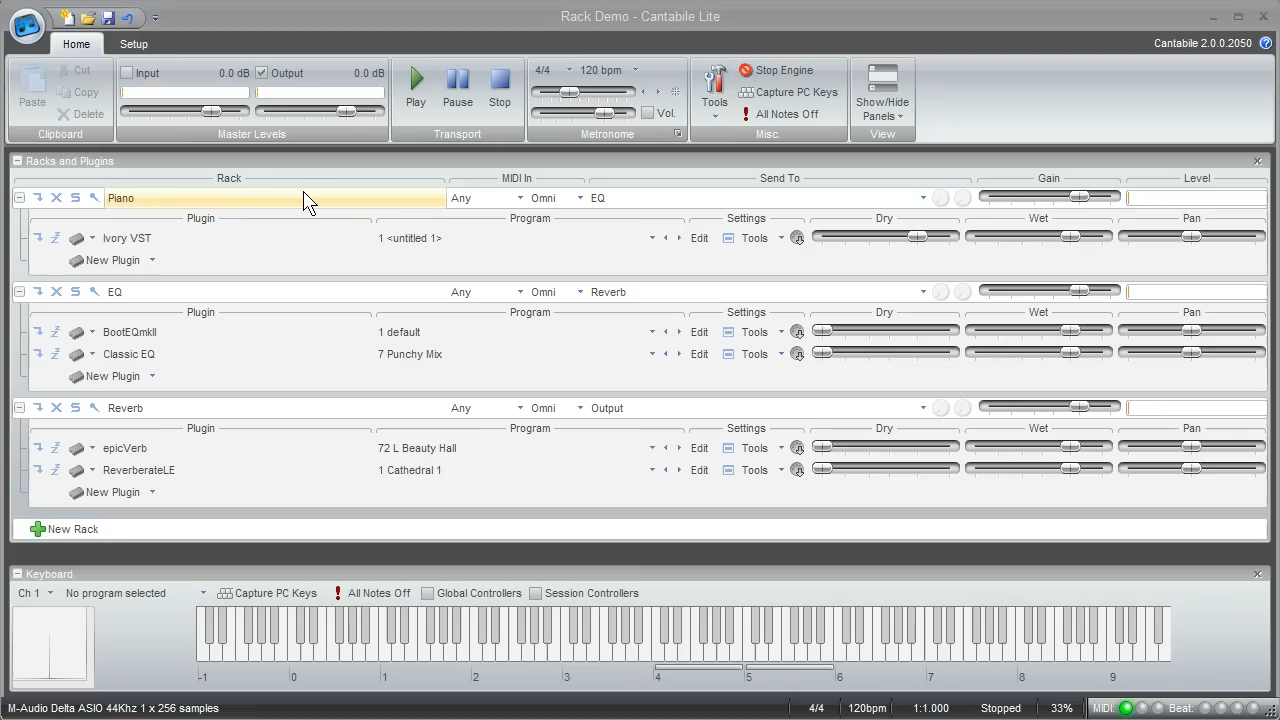 Rack Demo - Cantabile Lite
Home Setup Cantabile 2.0.0.2050
Paste Cut Copy Delete
Clipboard
Input 0.0 dB Output 0.0 dB
Master Levels
Play Pause Stop
Transport
4/4 120 bpm
Vol.
Metronome
Tools Stop Engine
Capture PC Keys
All Notes Off
Misc.
Show/Hide
Panels
View
Racks and Plugins
Rack MIDI In Send To Gain Level
Piano Any Omni EQ
Plugin Program Settings Dry Wet Pan
Ivory VST 1 <untitled 1> Edit Tools
New Plugin
EQ Any Omni Reverb
Plugin Program Settings Dry Wet Pan
BootEQmkII 1 default Edit Tools
Classic EQ 7 Punchy Mix Edit Tools
New Plugin
Reverb Any Omni Output
Plugin Program Settings Dry Wet Pan
epicVerb 72 L Beauty Hall Edit Tools
ReverberateLE 1 Cathedral 1 Edit Tools
New Plugin
New Rack
Keyboard
Ch 1 No program selected Capture PC Keys All Notes Off Global Controllers Session Controllers
-1 0 1 2 3 4 5 6 7 8 9
M-Audio Delta ASIO 44Khz 1 x 256 samples 4/4 120bpm 1:1.000 Stopped 33% MIDI: Beat: